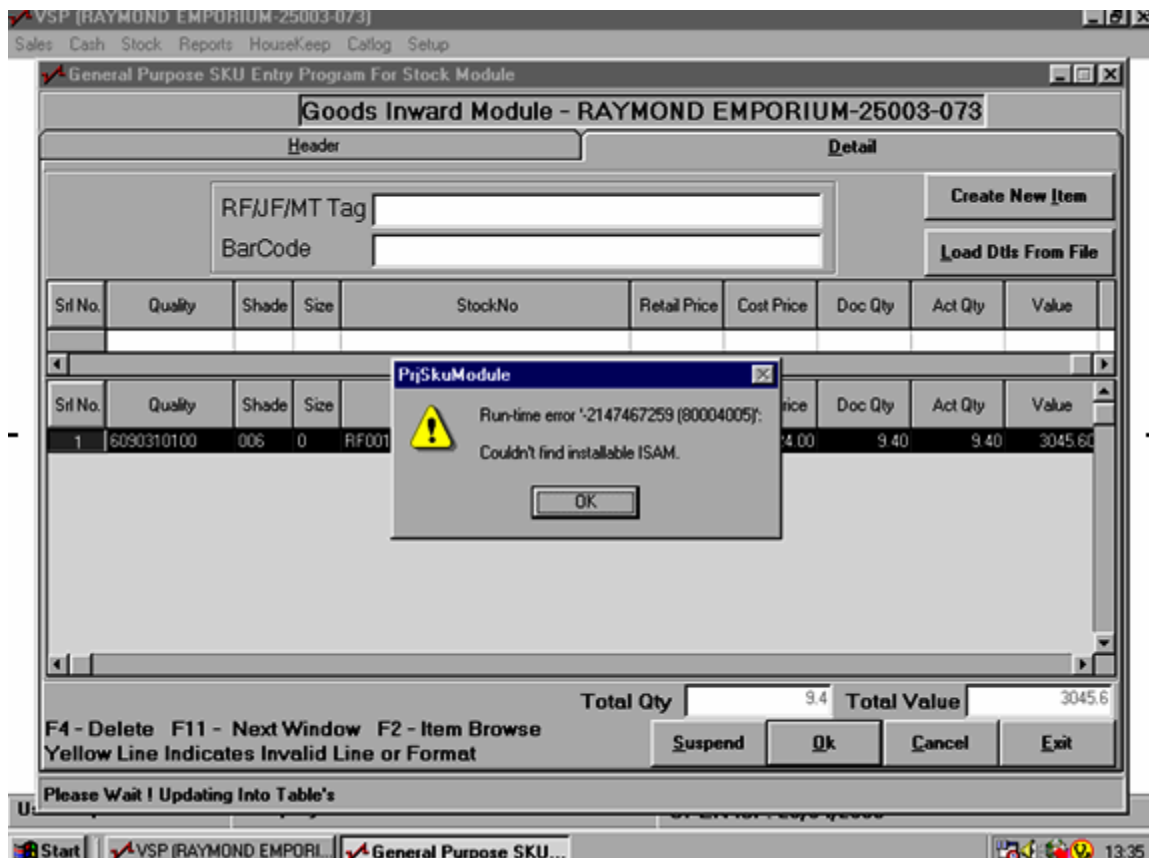 VSP (RAYMOND EMPORIUM-25003-073)
Sales Cash Stock Reports HouseKeep Catlog Setup
General Purpose SKU Entry Program For Stock Module
Goods Inward Module - RAYMOND EMPORIUM-25003-073
Header Detail
RF/JF/MT Tag
Create New Item
BarCode
Load Dtls From File
Srl No. Quality Shade Size StockNo Retail Price Cost Price Doc Qty Act Qty Value
PrjSkuModule
Srl No. Quality Shade Size rice Doc Qty Act Qty Value
1 6090310100 006 0 RF001 4.00 9.40 9.40 3045.60
Run-time error '-2147467259 (80004005)':
Couldn't find installable ISAM.
OK
Total Qty 9.4 Total Value 3045.6
F4 - Delete F11 - Next Window F2 - Item Browse
Yellow Line Indicates Invalid Line or Format
Suspend Ok Cancel Exit
Please Wait ! Updating Into Table's
Start VSP (RAYMOND EMPORI... General Purpose SKU... 13:35